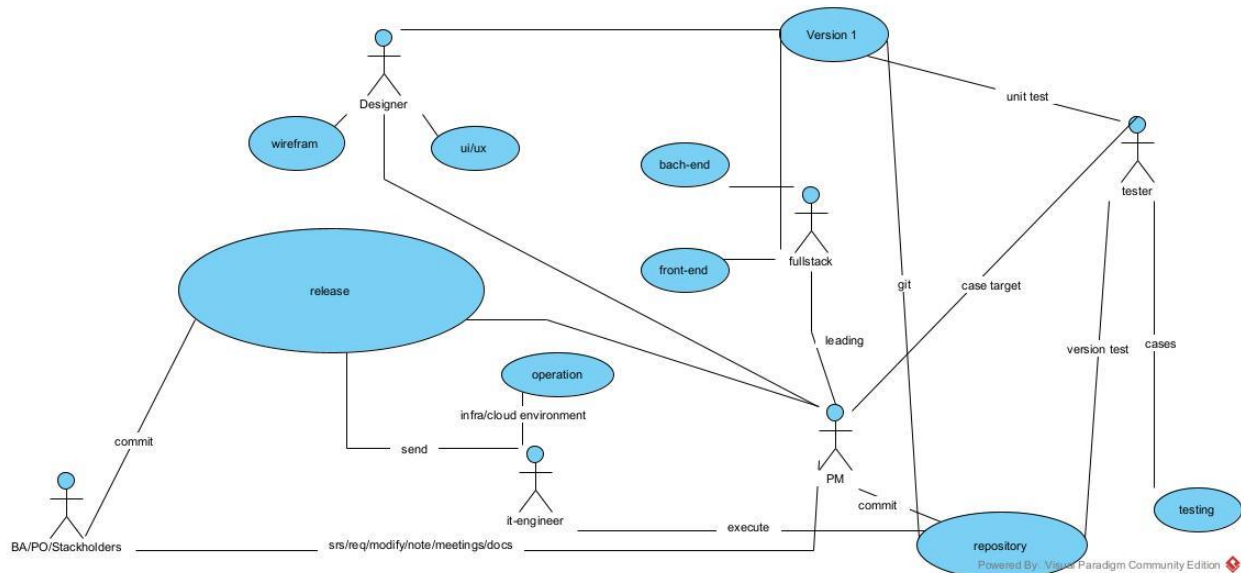 Version 1
Designer
unit test
wirefram
ui/ux
bach-end
tester
fullstack
front-end
release
git
case target
leading
version test
cases
operation
infra/cloud environment
commit
send
PM
commit
testing
it-engineer
execute
BA/PO/Stackholders
srs/req/modify/note/meetings/docs
repository
Powered By: Visual Paradigm Community Edition